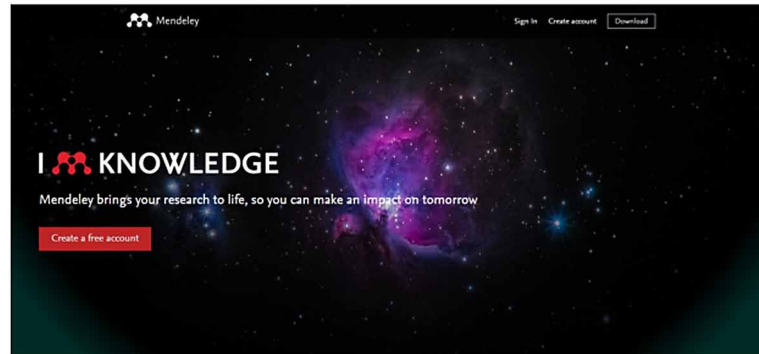 Mendeley
Sign In Create account Download
I KNOWLEDGE
Mendeley brings your research to life, so you can make an impact on tomorrow
Create a free account